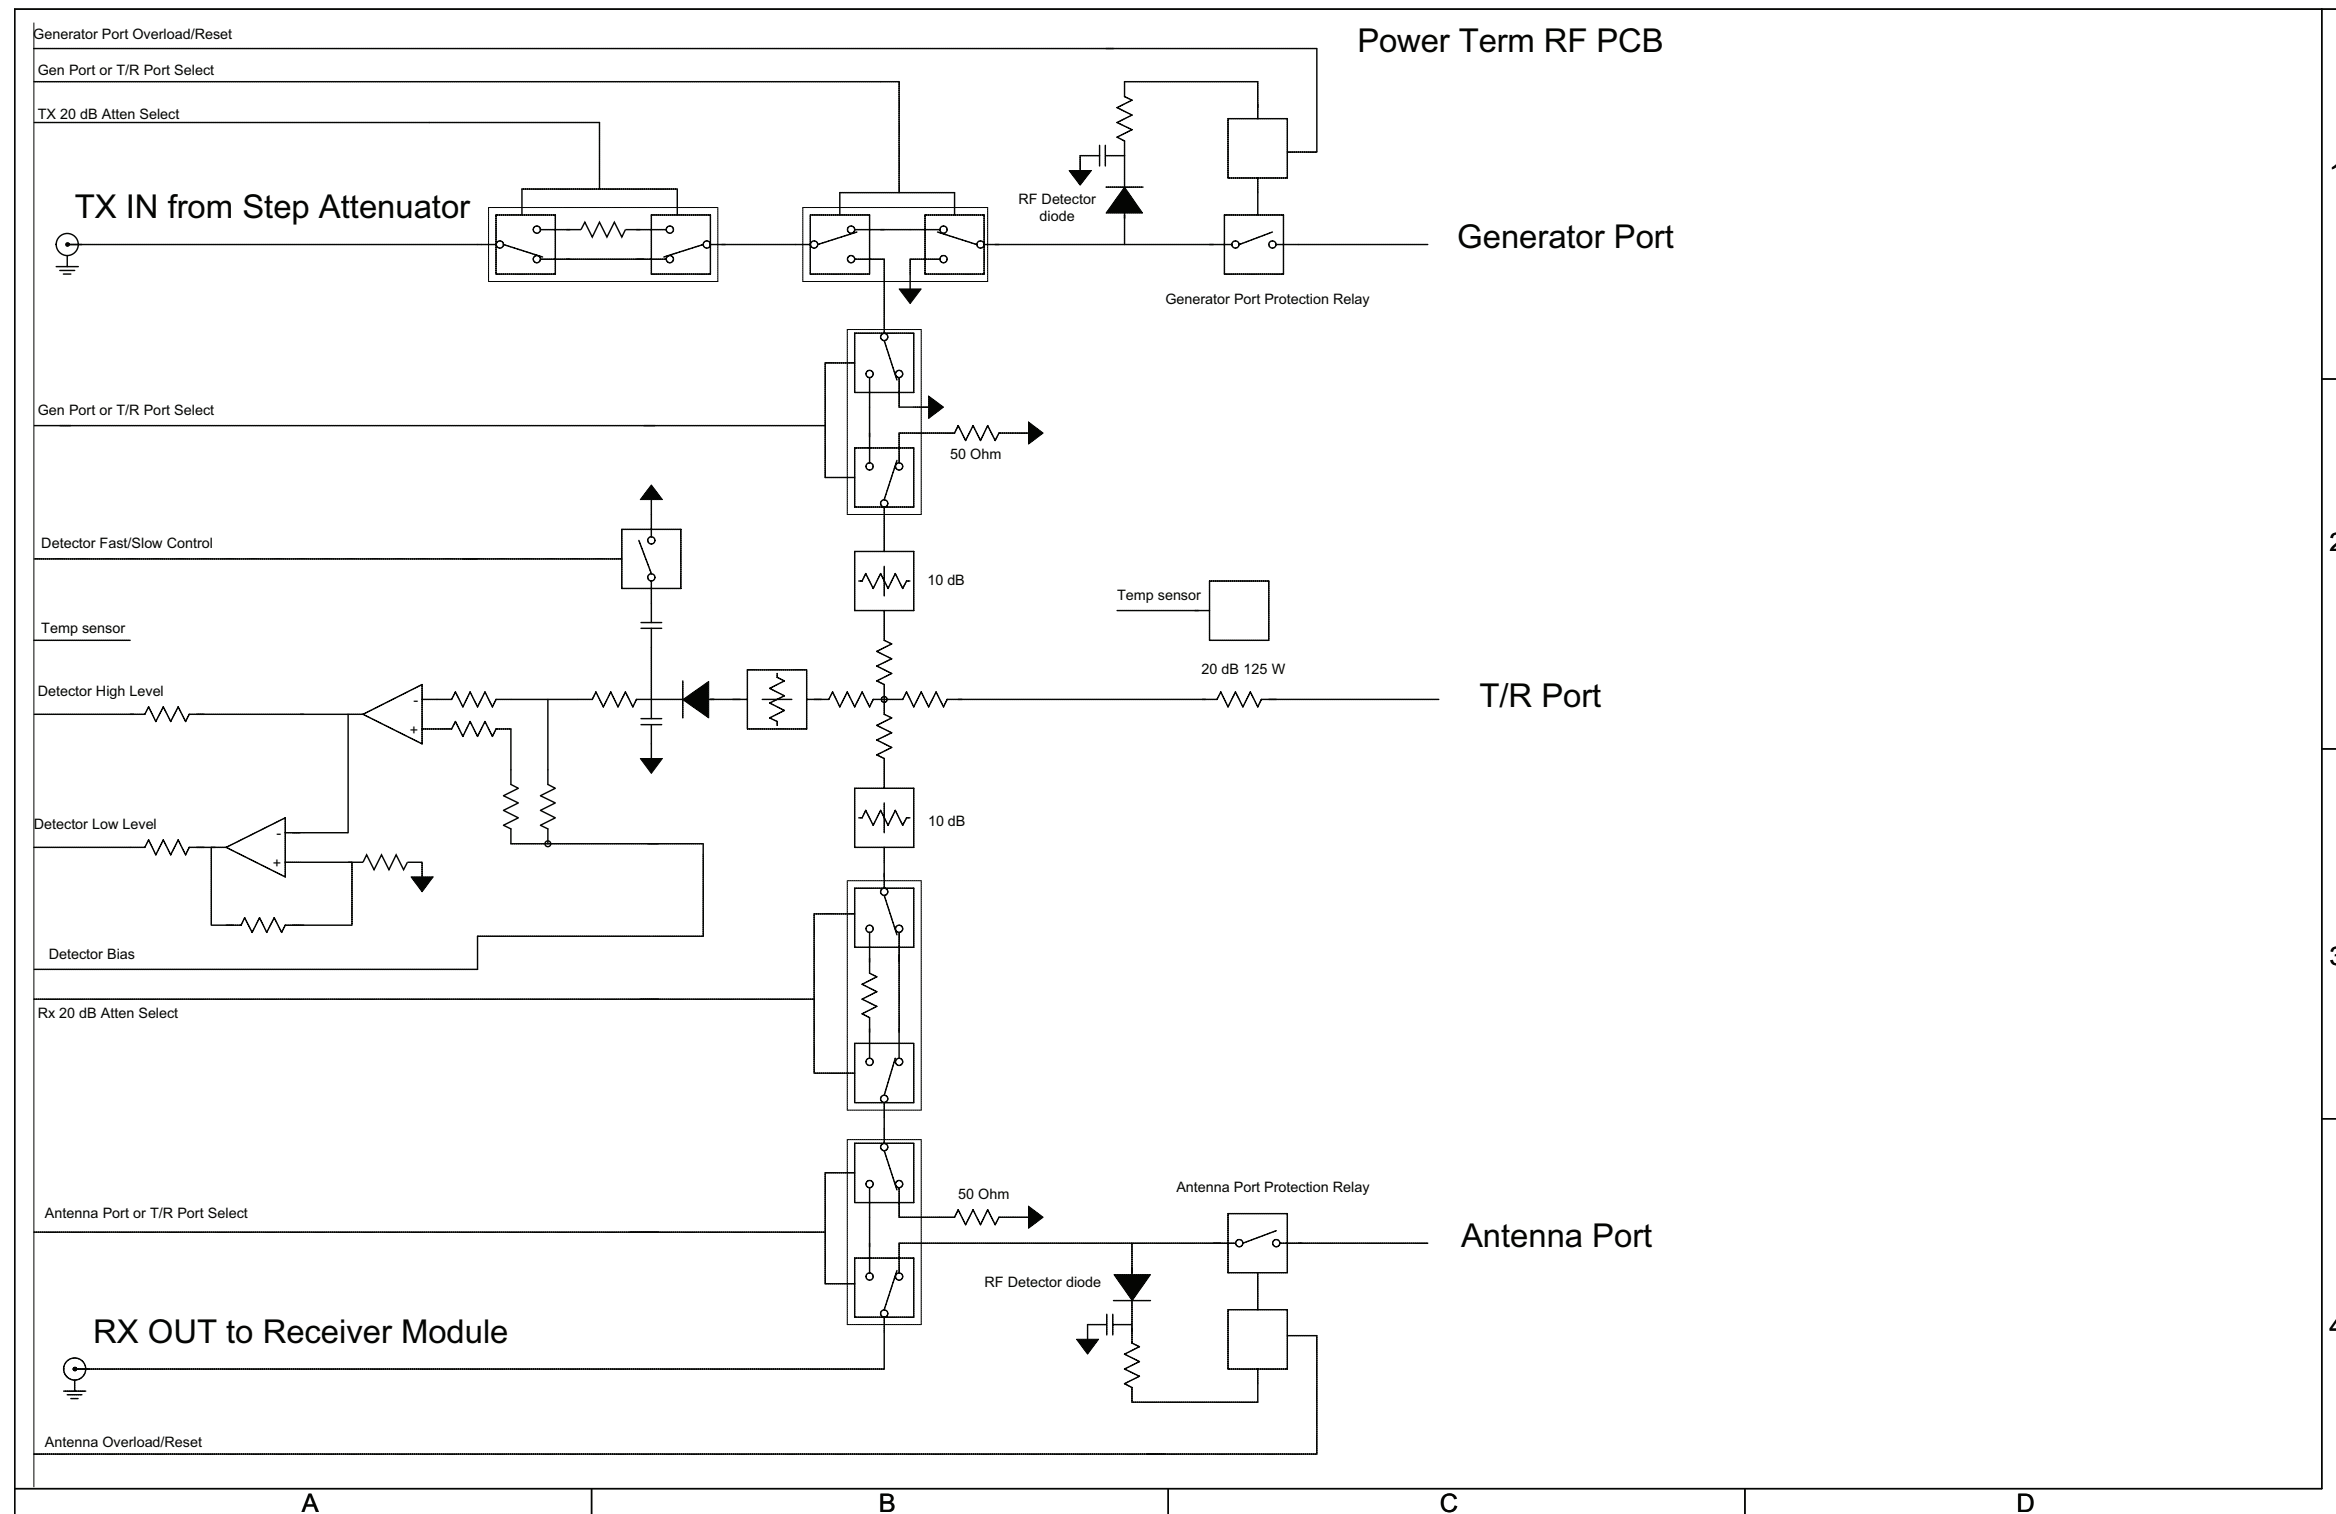 Generator Port Overload/Reset
Power Term RF PCB
Gen Port or T/R Port Select
TX 20 dB Atten Select
1
TX IN from Step Attenuator
RF Detector
diode
Generator Port
Generator Port Protection Relay
Gen Port or T/R Port Select
50 Ohm
Detector Fast/Slow Control
2
10 dB
Temp sensor
Temp sensor
20 dB 125 W
Detector High Level
T/R Port
-
+
Detector Low Level
10 dB
-
+
Detector Bias
3
Rx 20 dB Atten Select
Antenna Port Protection Relay
50 Ohm
Antenna Port or T/R Port Select
Antenna Port
RF Detector diode
RX OUT to Receiver Module
4
Antenna Overload/Reset
A
B
C
D